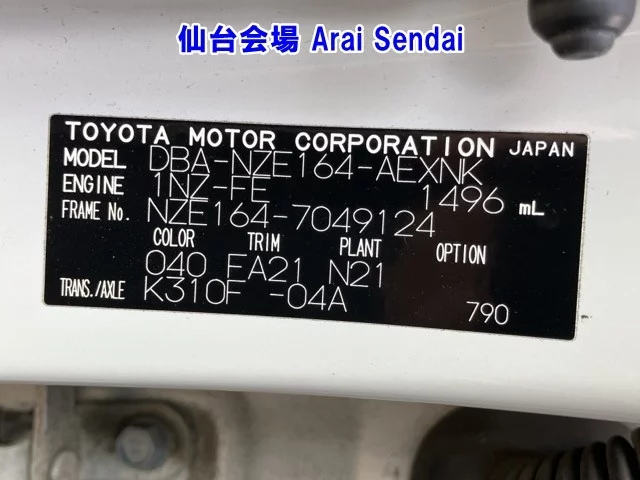 仙台会場 Arai Sendai
TOYOTA MOTOR CORPORATION JAPAN
MODEL DBA-NZE164-AEXNK
ENGINE 1NZ-FE 1496 mL
FRAME No. NZE164-7049124
COLOR TRIM PLANT OPTION
040 FA21 N21
TRANS./AXLE K310F -04A 790